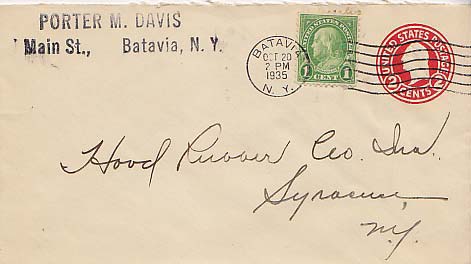 PORTER M. DAVIS
Main St., Batavia, N. Y.
BATAVIA
OCT 20
2 PM
1935
N. Y.
UNITED STATES POSTAGE
1 CENT 1
UNITED STATES POSTAGE
2 CENTS 2
Hood Rubber Co. Inc.
Syracuse,
N.Y.